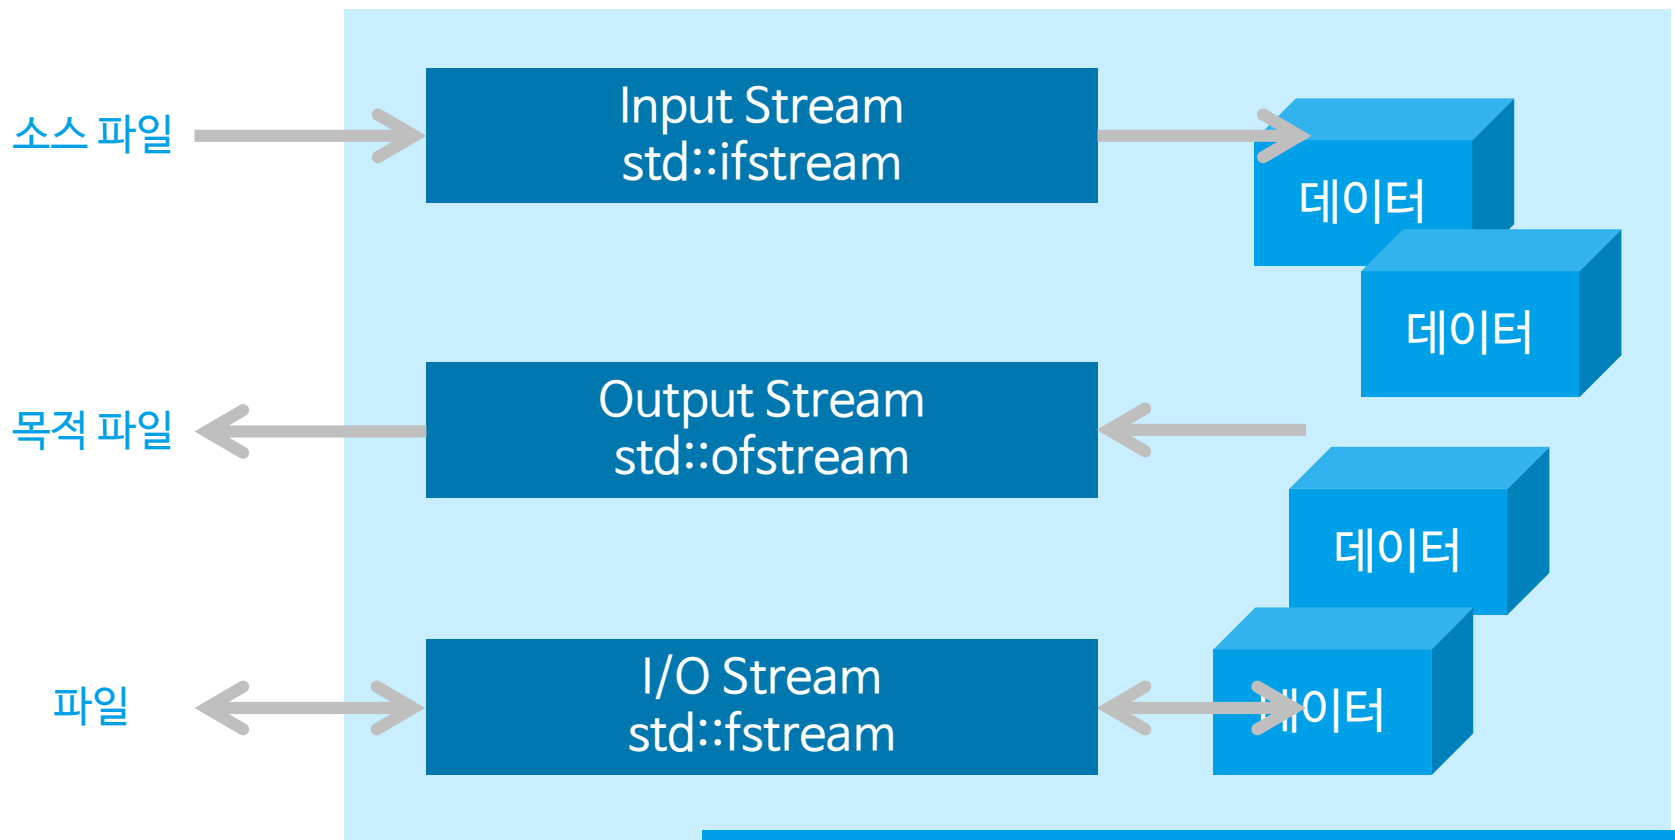 소스 파일
Input Stream
std::ifstream
데이터
데이터
목적 파일
Output Stream
std::ofstream
데이터
파일
I/O Stream
std::fstream
데이터